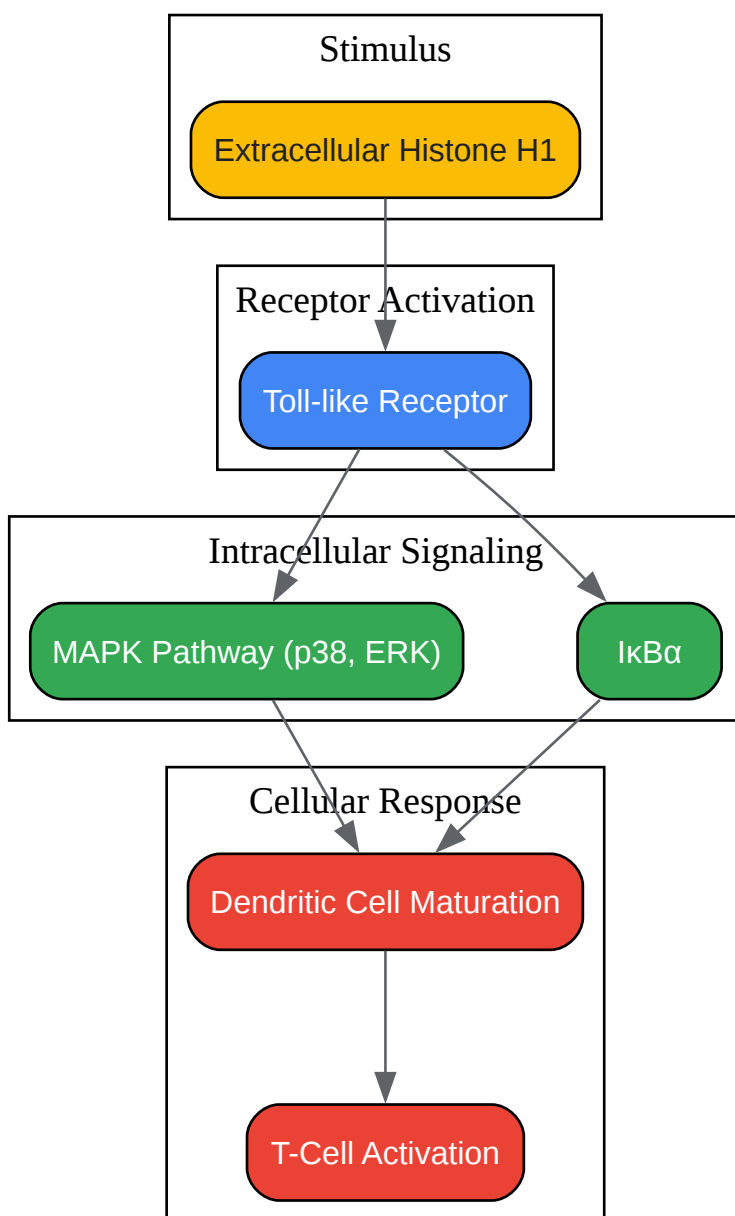 Stimulus
Extracellular Histone H1
Receptor Activation
Toll-like Receptor
Intracellular Signaling
MAPK Pathway (p38, ERK)
IκBα
Cellular Response
Dendritic Cell Maturation
T-Cell Activation